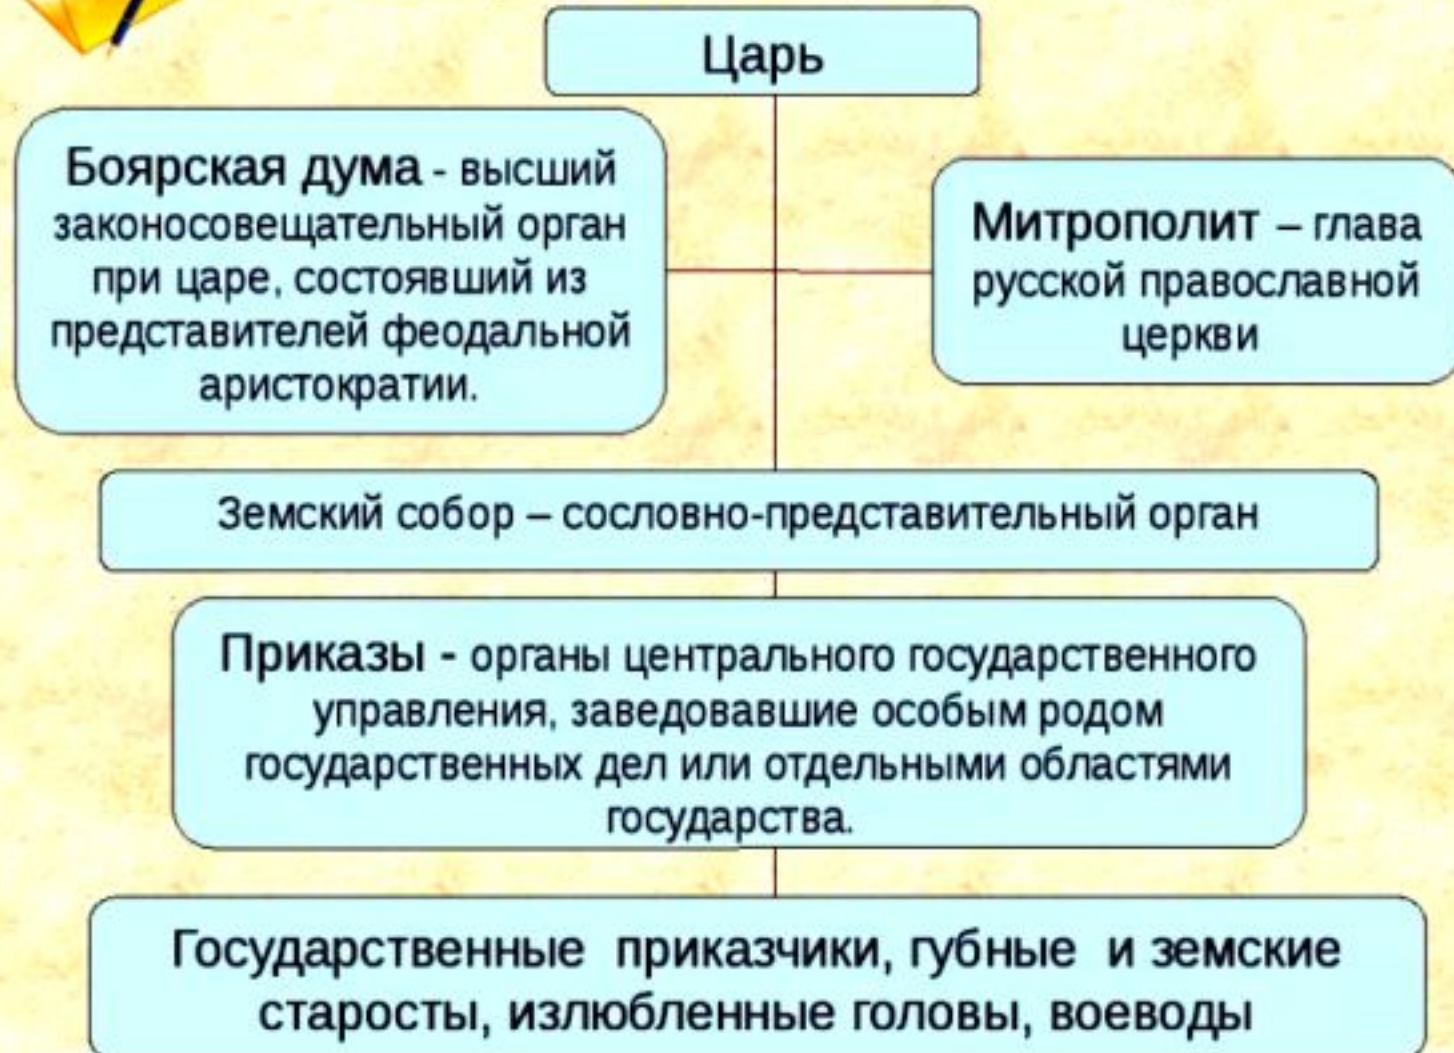 Царь
Боярская дума - высший
законосовещательный орган
при царе, состоявший из
представителей феодальной
аристократии.
Митрополит – глава
русской православной
церкви
Земский собор – сословно-представительный орган
Приказы - органы центрального государственного
управления, заведовавшие особым родом
государственных дел или отдельными областями
государства.
Государственные приказчики, губные и земские
старосты, излюбленные головы, воеводы